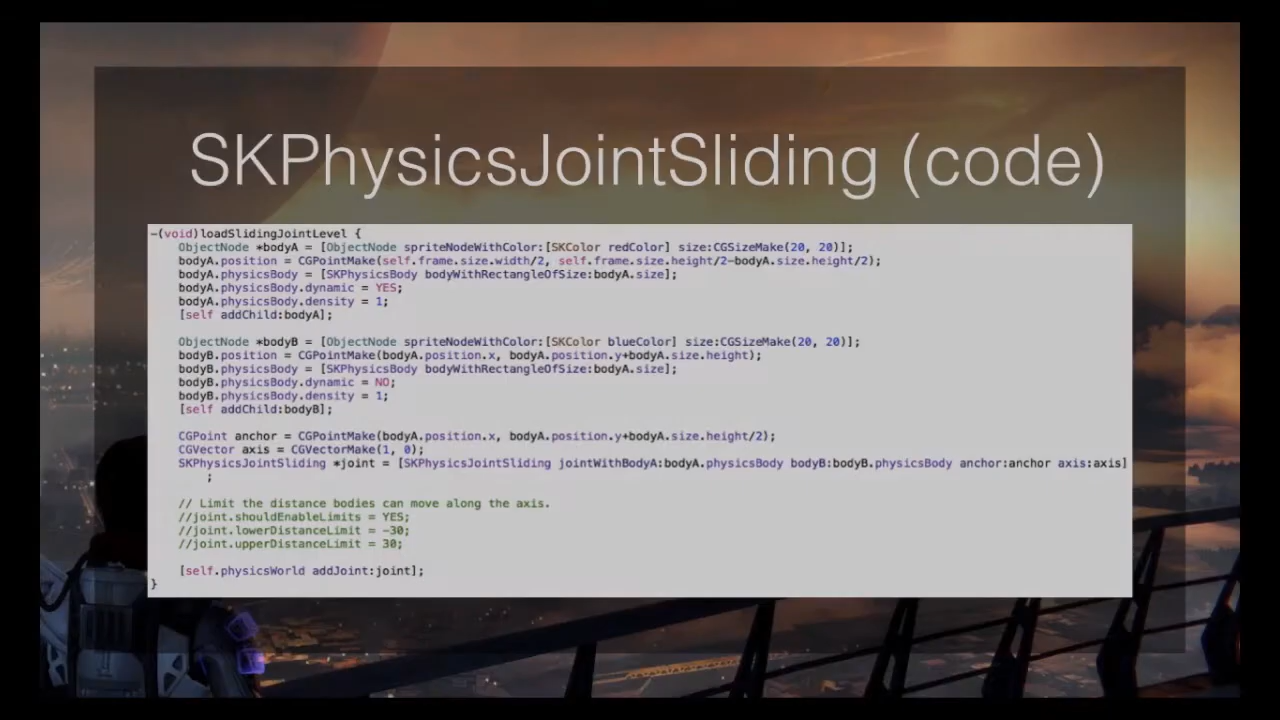 SKPhysicsJointSliding (code)
-(void)loadSlidingJointLevel {
ObjectNode *bodyA = [ObjectNode spriteNodeWithColor:[SKColor redColor] size:CGSizeMake(20, 20)];
bodyA.position = CGPointMake(self.frame.size.width/2, self.frame.size.height/2-bodyA.size.height/2);
bodyA.physicsBody = [SKPhysicsBody bodyWithRectangleOfSize:bodyA.size];
bodyA.physicsBody.dynamic = YES;
bodyA.physicsBody.density = 1;
[self addChild:bodyA];
ObjectNode *bodyB = [ObjectNode spriteNodeWithColor:[SKColor blueColor] size:CGSizeMake(20, 20)];
bodyB.position = CGPointMake(bodyA.position.x, bodyA.position.y+bodyA.size.height);
bodyB.physicsBody = [SKPhysicsBody bodyWithRectangleOfSize:bodyA.size];
bodyB.physicsBody.dynamic = NO;
bodyB.physicsBody.density = 1;
[self addChild:bodyB];
CGPoint anchor = CGPointMake(bodyA.position.x, bodyA.position.y+bodyA.size.height/2);
CGVector axis = CGVectorMake(1, 0);
SKPhysicsJointSliding *joint = [SKPhysicsJointSliding jointWithBodyA:bodyA.physicsBody bodyB:bodyB.physicsBody anchor:anchor axis:axis]
;
// Limit the distance bodies can move along the axis.
//joint.shouldEnableLimits = YES;
//joint.lowerDistanceLimit = -30;
//joint.upperDistanceLimit = 30;
[self.physicsWorld addJoint:joint];
}